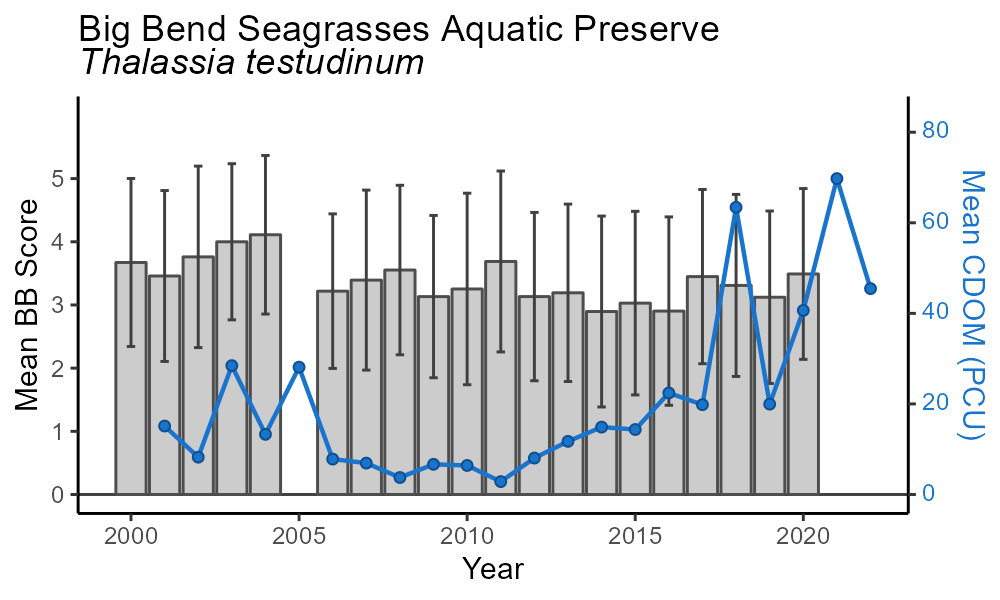 Big Bend Seagrasses Aquatic Preserve
Thalassia testudinum
Mean BB Score
5
4
3
2
1
0
80
60
40
20
0
Mean CDOM (PCU)
2000 2005 2010 2015 2020
Year